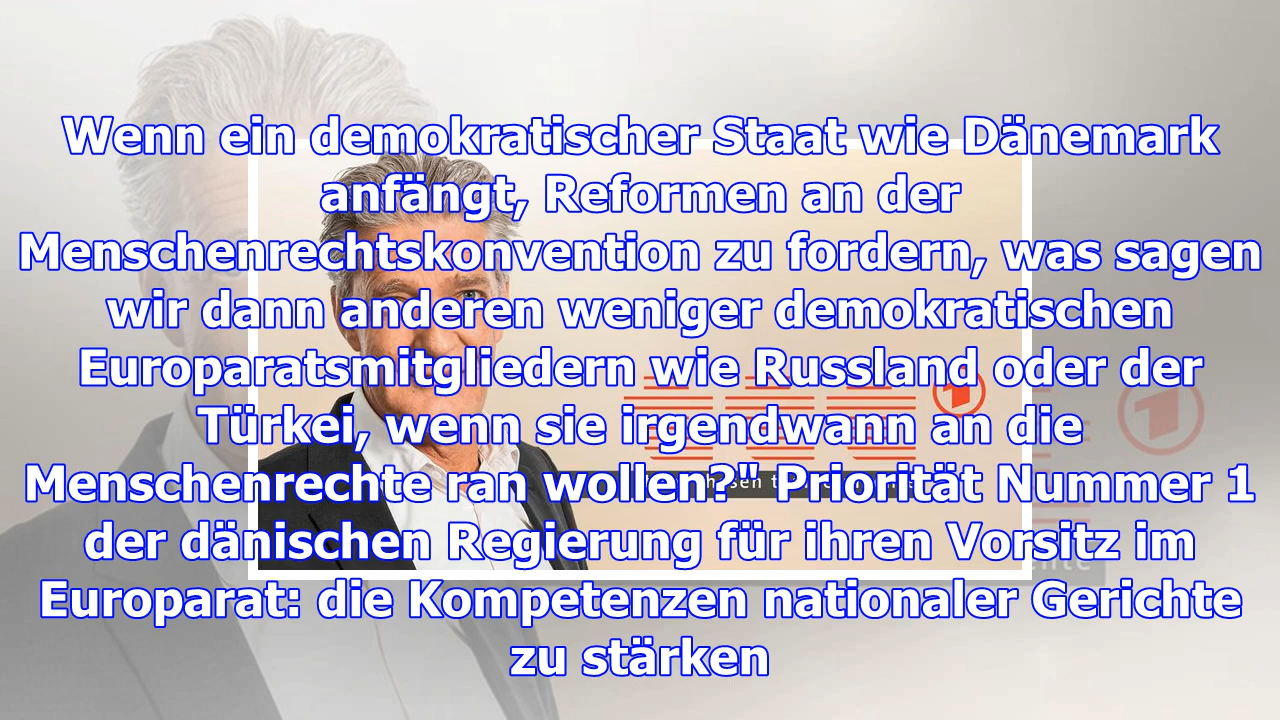 Wenn ein demokratischer Staat wie Dänemark
anfängt, Reformen an der
Menschenrechtskonvention zu fordern, was sagen
wir dann anderen weniger demokratischen
Europaratsmitgliedern wie Russland oder der
Türkei, wenn sie irgendwann an die
Menschenrechte ran wollen?" Priorität Nummer 1
der dänischen Regierung für ihren Vorsitz im
Europarat: die Kompetenzen nationaler Gerichte
zu stärken